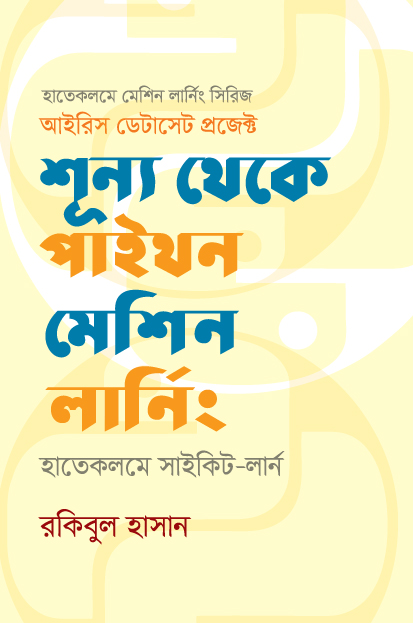 হাতেকলমে মেশিন লার্নিং সিরিজ
আইরিস ডেটাসেট প্রজেক্ট
শূন্য থেকে
পাইথন
মেশিন
লার্নিং
হাতেকলমে সাইকিট-লার্ন
রকিবুল হাসান